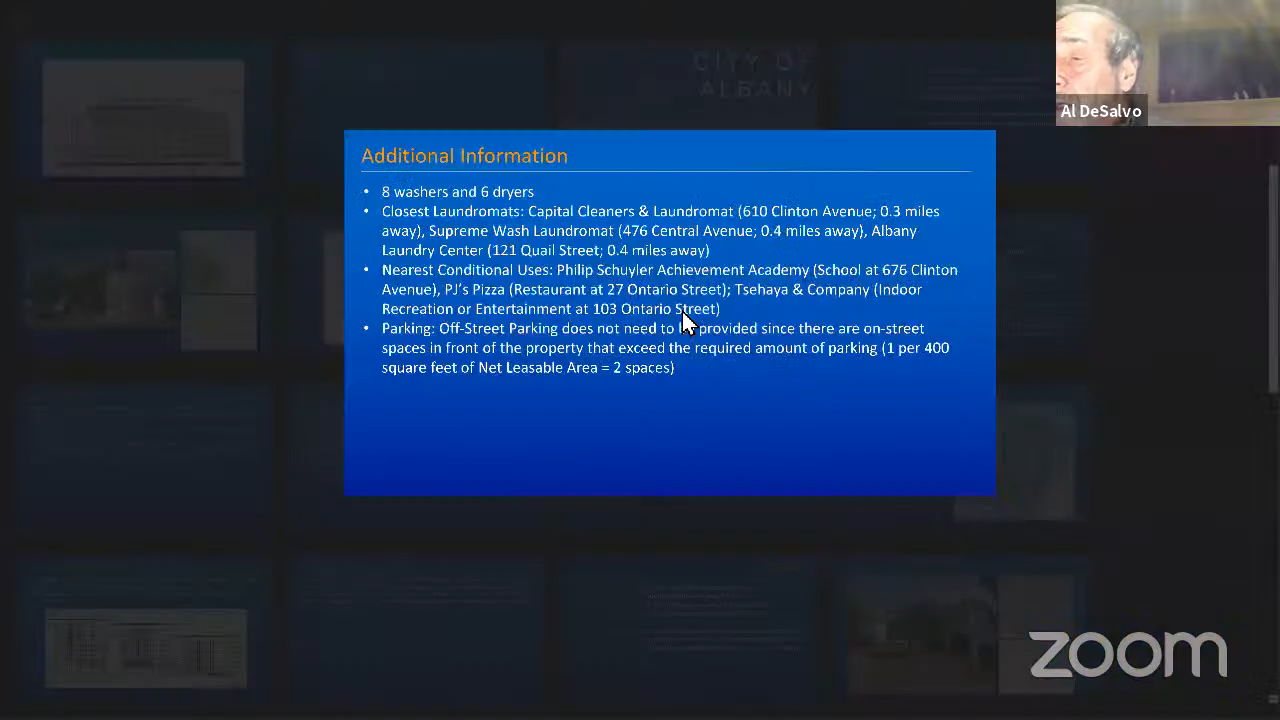 CITY OF
ALBANY
Al DeSalvo
Additional Information
• 8 washers and 6 dryers
• Closest Laundromats: Capital Cleaners & Laundromat (610 Clinton Avenue; 0.3 miles
away), Supreme Wash Laundromat (476 Central Avenue; 0.4 miles away), Albany
Laundry Center (121 Quail Street; 0.4 miles away)
• Nearest Conditional Uses: Philip Schuyler Achievement Academy (School at 676 Clinton
Avenue), PJ's Pizza (Restaurant at 27 Ontario Street); Tsehaya & Company (Indoor
Recreation or Entertainment at 103 Ontario Street)
• Parking: Off-Street Parking does not need to provided since there are on-street
spaces in front of the property that exceed the required amount of parking (1 per 400
square feet of Net Leasable Area = 2 spaces)
zoom